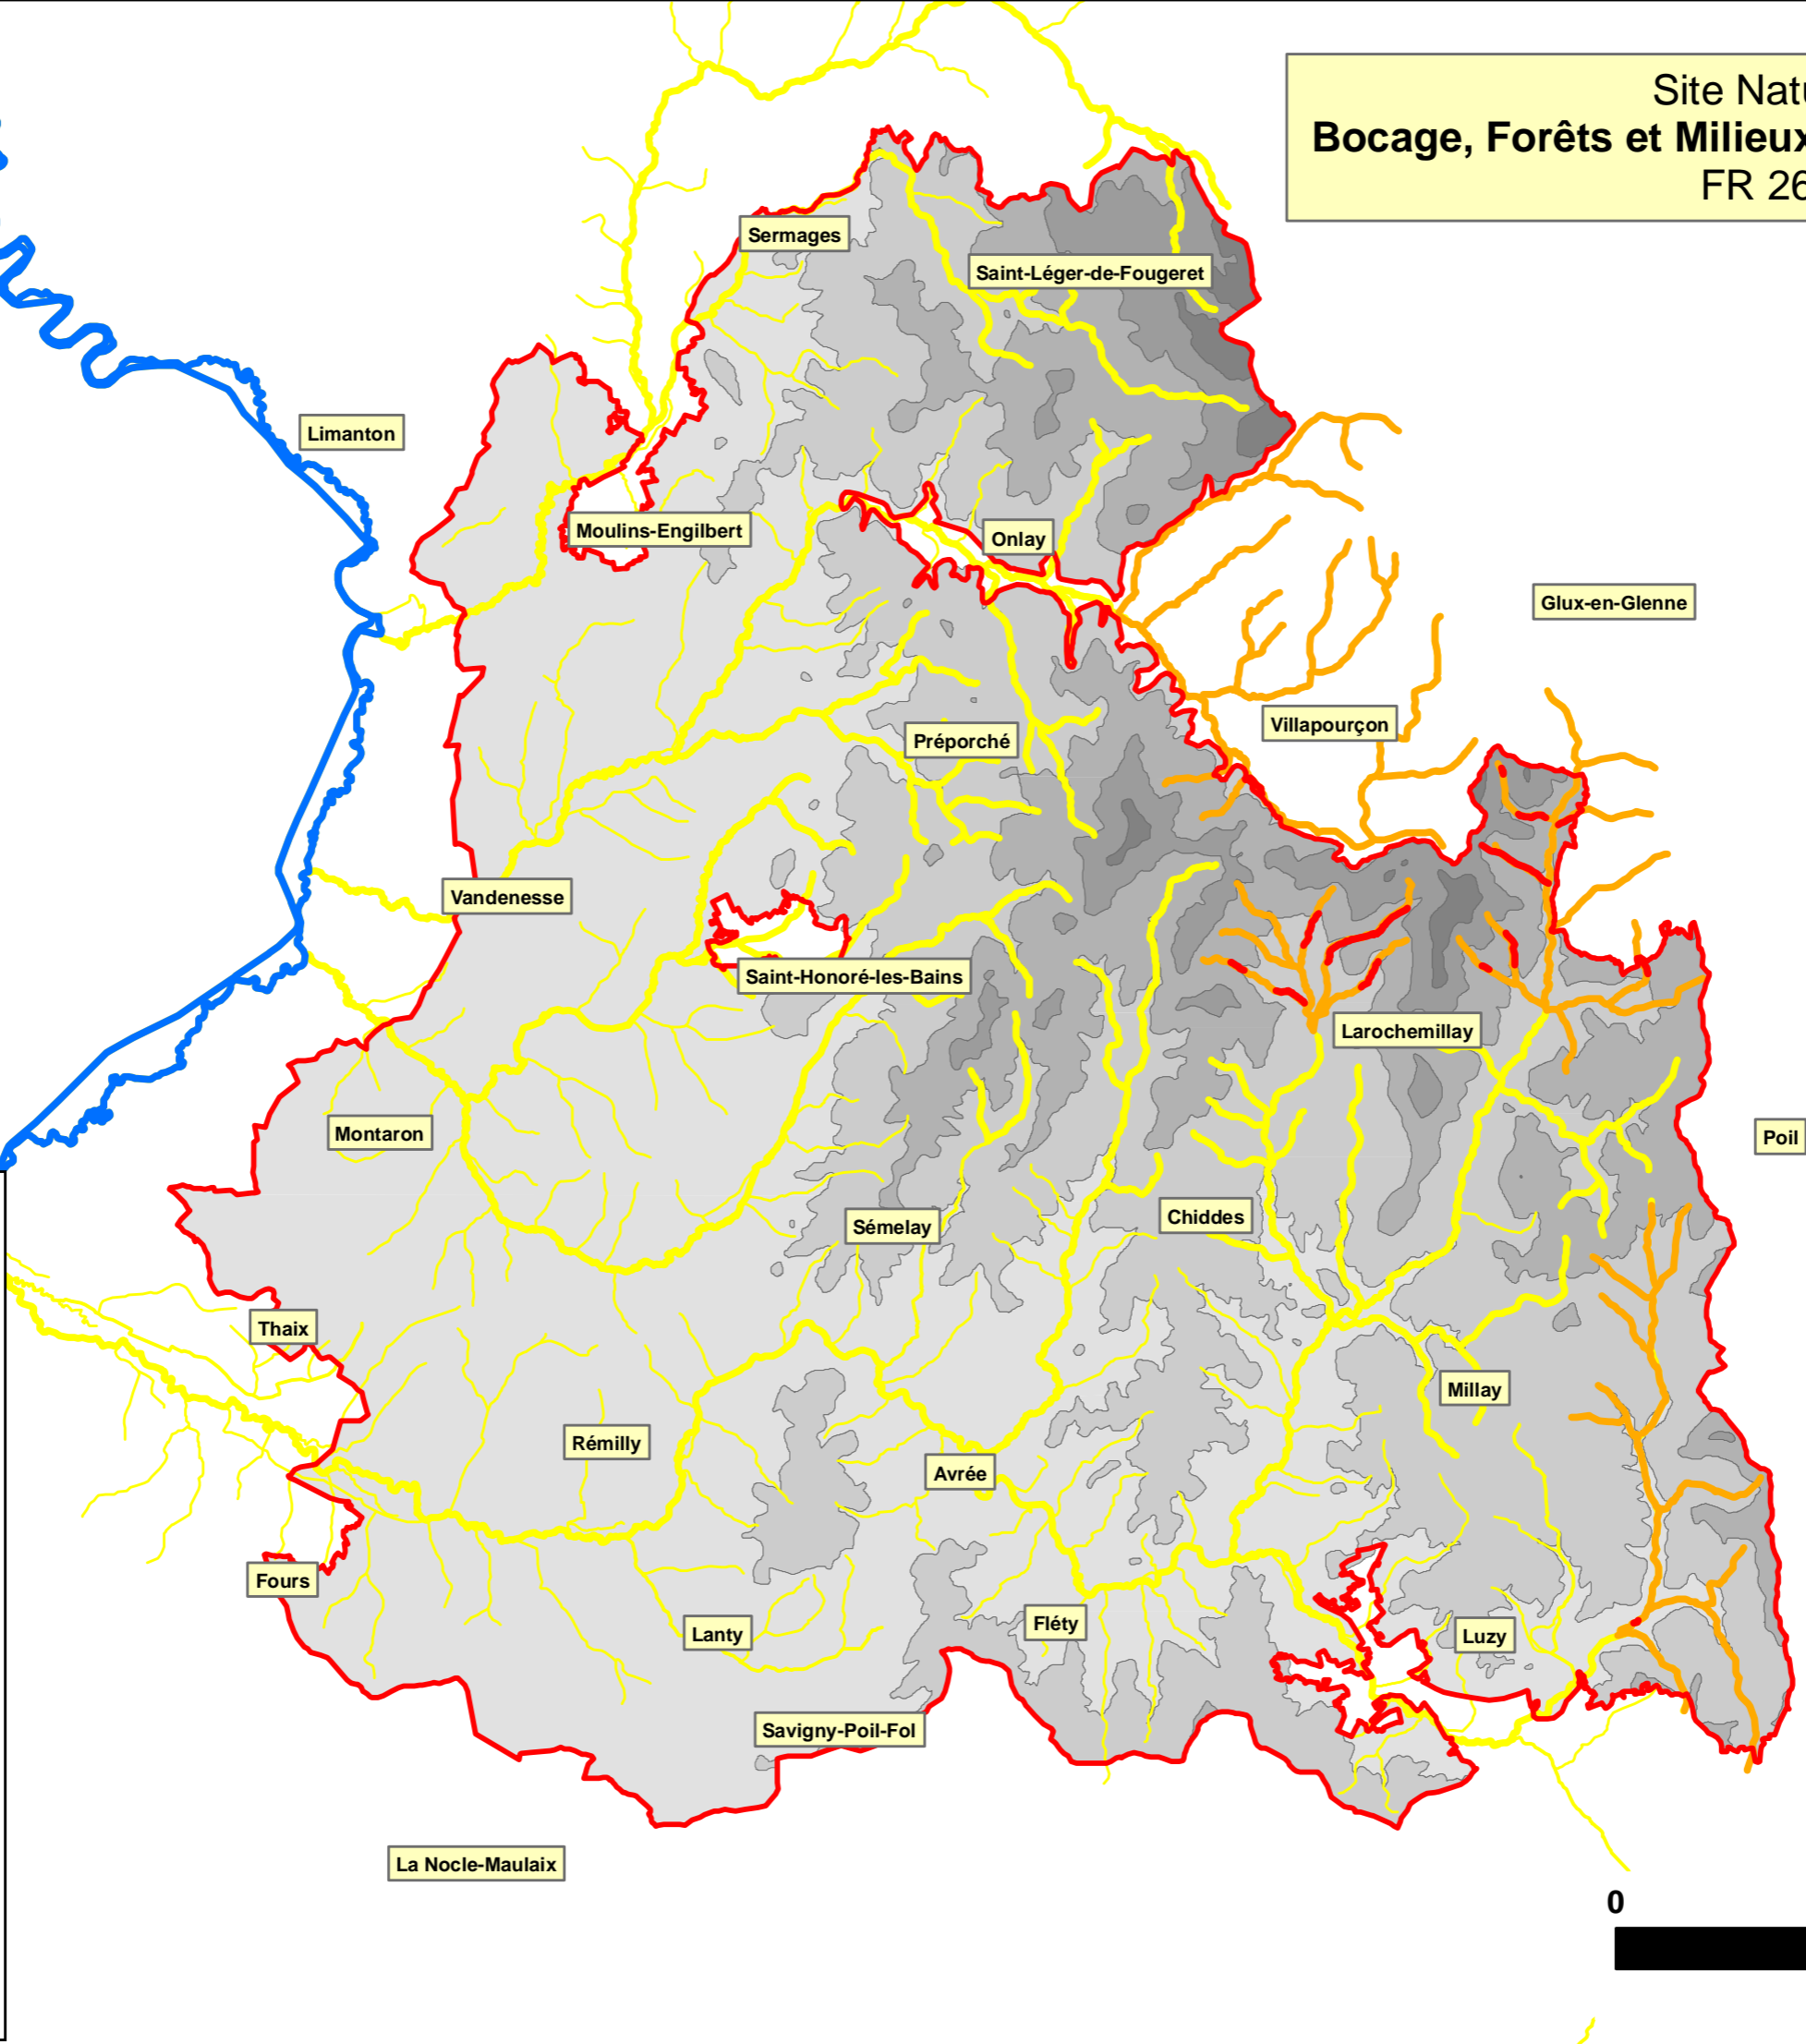 Site Natu
Bocage, Forêts et Milieux
FR 26
Sermages
Saint-Léger-de-Fougeret
Limanton
Moulins-Engilbert
Onlay
Glux-en-Glenne
Villapourçon
Préporché
Vandenesse
Saint-Honoré-les-Bains
Larochemillay
Montaron
Poil
Sémelay
Chiddes
Thaix
Millay
Rémilly
Avrée
Fours
Lanty
Fléty
Luzy
Savigny-Poil-Fol
La Nocle-Maulaix
0